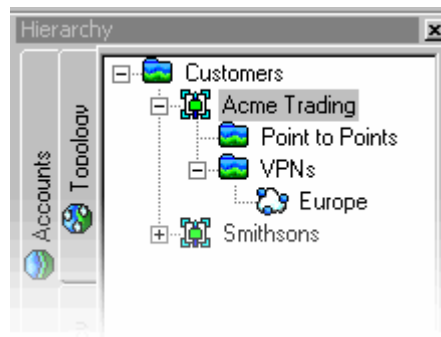 Hierarchy
Accounts
Topology
Customers
Acme Trading
Point to Points
VPNs
Europe
Smithsons